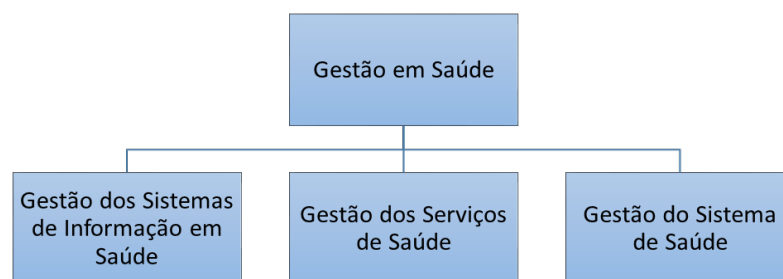 Gestão em Saúde
Gestão dos Sistemas
de Informação em
Saúde
Gestão dos Serviços
de Saúde
Gestão do Sistema
de Saúde